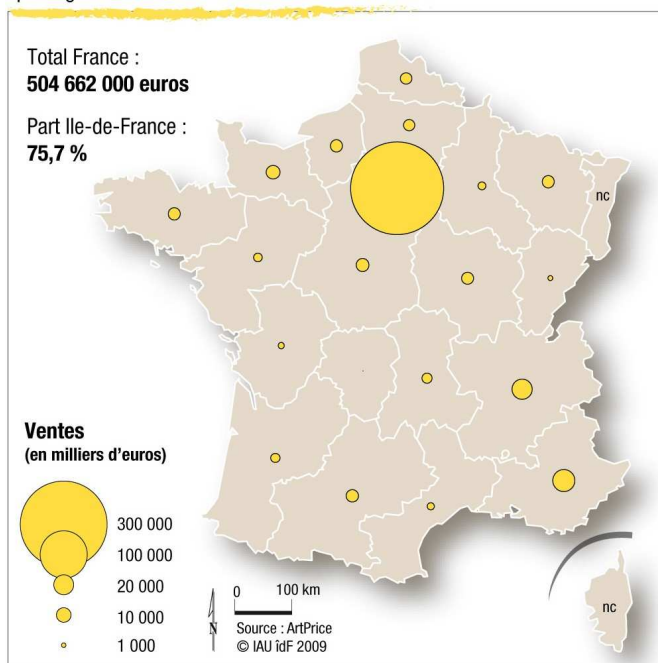 Total France :
504 662 000 euros
Part Ile-de-France :
75,7 %
nc
Ventes
(en milliers d'euros)
300 000
100 000
20 000
10 000
1 000
N
0 100 km
Source : ArtPrice
© IAU îdF 2009
nc